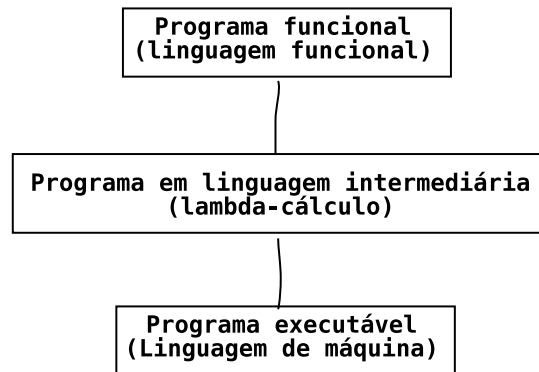 Programa funcional
(linguagem funcional)
Programa em linguagem intermediária
(lambda-cálculo)
Programa executável
(Linguagem de máquina)